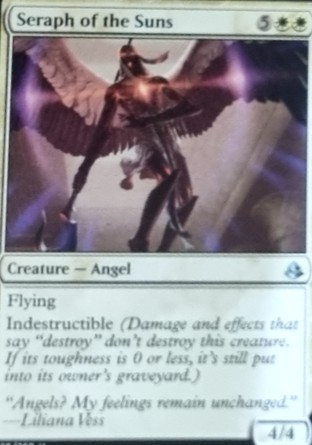 Seraph of the Suns 5
Creature — Angel
Flying
Indestructible (Damage and effects that
say "destroy" don't destroy this creature.
If its toughness is 0 or less, it's still put
into its owner's graveyard.)
"Angels? My feelings remain unchanged."
—Liliana Vess
4/4